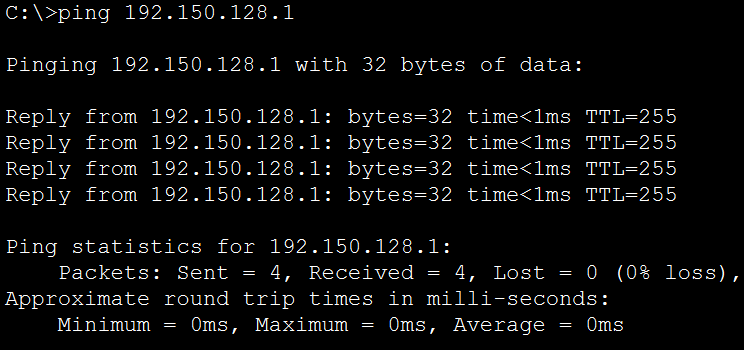 C:\>ping 192.150.128.1
Pinging 192.150.128.1 with 32 bytes of data:
Reply from 192.150.128.1: bytes=32 time<1ms TTL=255
Reply from 192.150.128.1: bytes=32 time<1ms TTL=255
Reply from 192.150.128.1: bytes=32 time<1ms TTL=255
Reply from 192.150.128.1: bytes=32 time<1ms TTL=255
Ping statistics for 192.150.128.1:
    Packets: Sent = 4, Received = 4, Lost = 0 (0% loss),
Approximate round trip times in milli-seconds:
    Minimum = 0ms, Maximum = 0ms, Average = 0ms